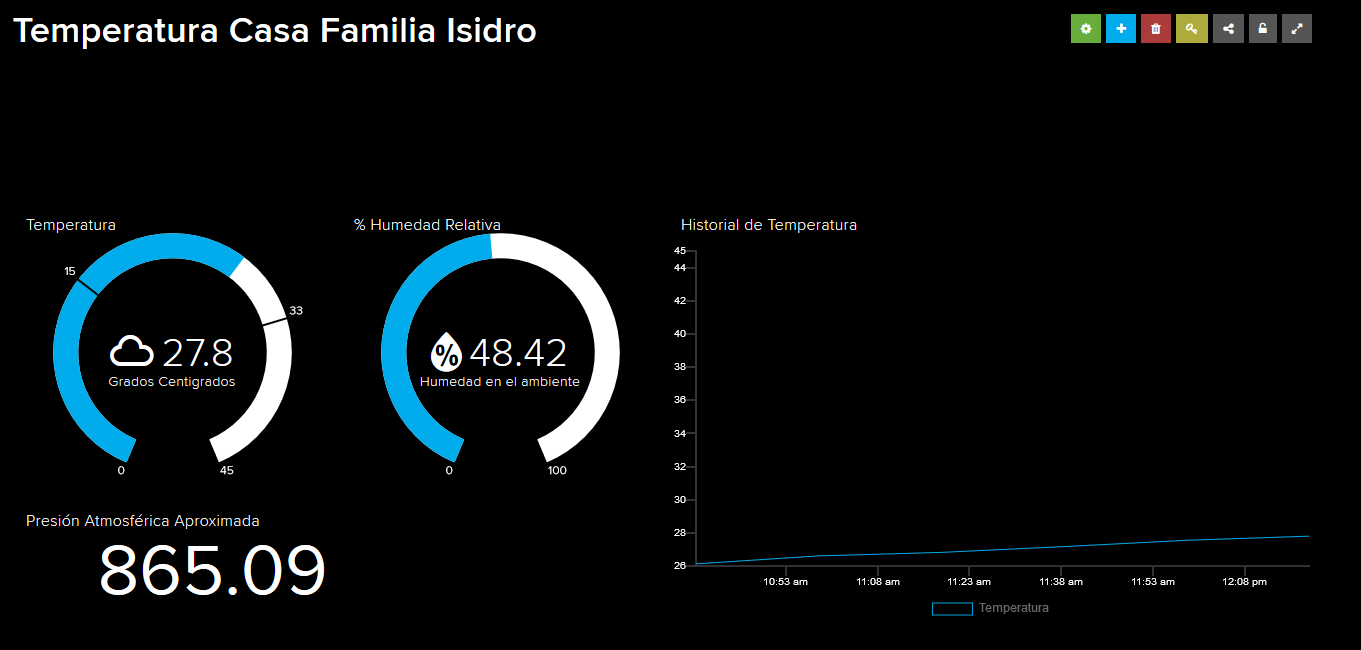 Temperatura Casa Familia Isidro
Temperatura
15
33
27.8
Grados Centigrados
0
45
% Humedad Relativa
%
48.42
Humedad en el ambiente
0
100
Historial de Temperatura
45
44
42
40
38
36
34
32
30
28
26
10:53 am 11:08 am 11:23 am 11:38 am 11:53 am 12:08 pm
Temperatura
Presión Atmosférica Aproximada
865.09